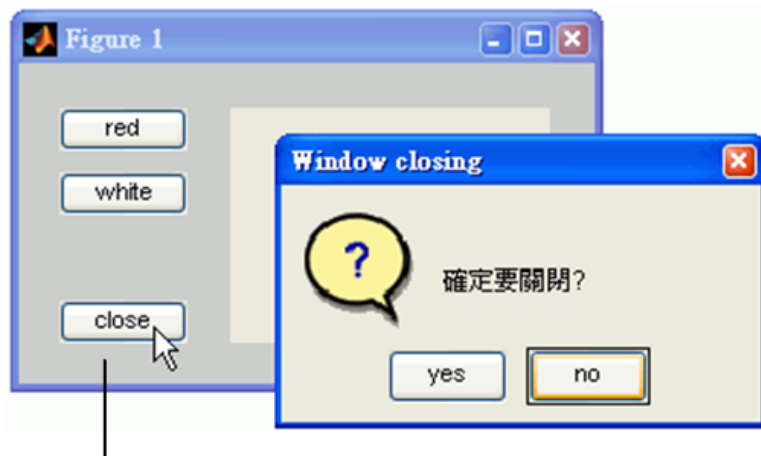 Figure 1
red
white
close
Window closing
?
確定要關閉?
yes
no